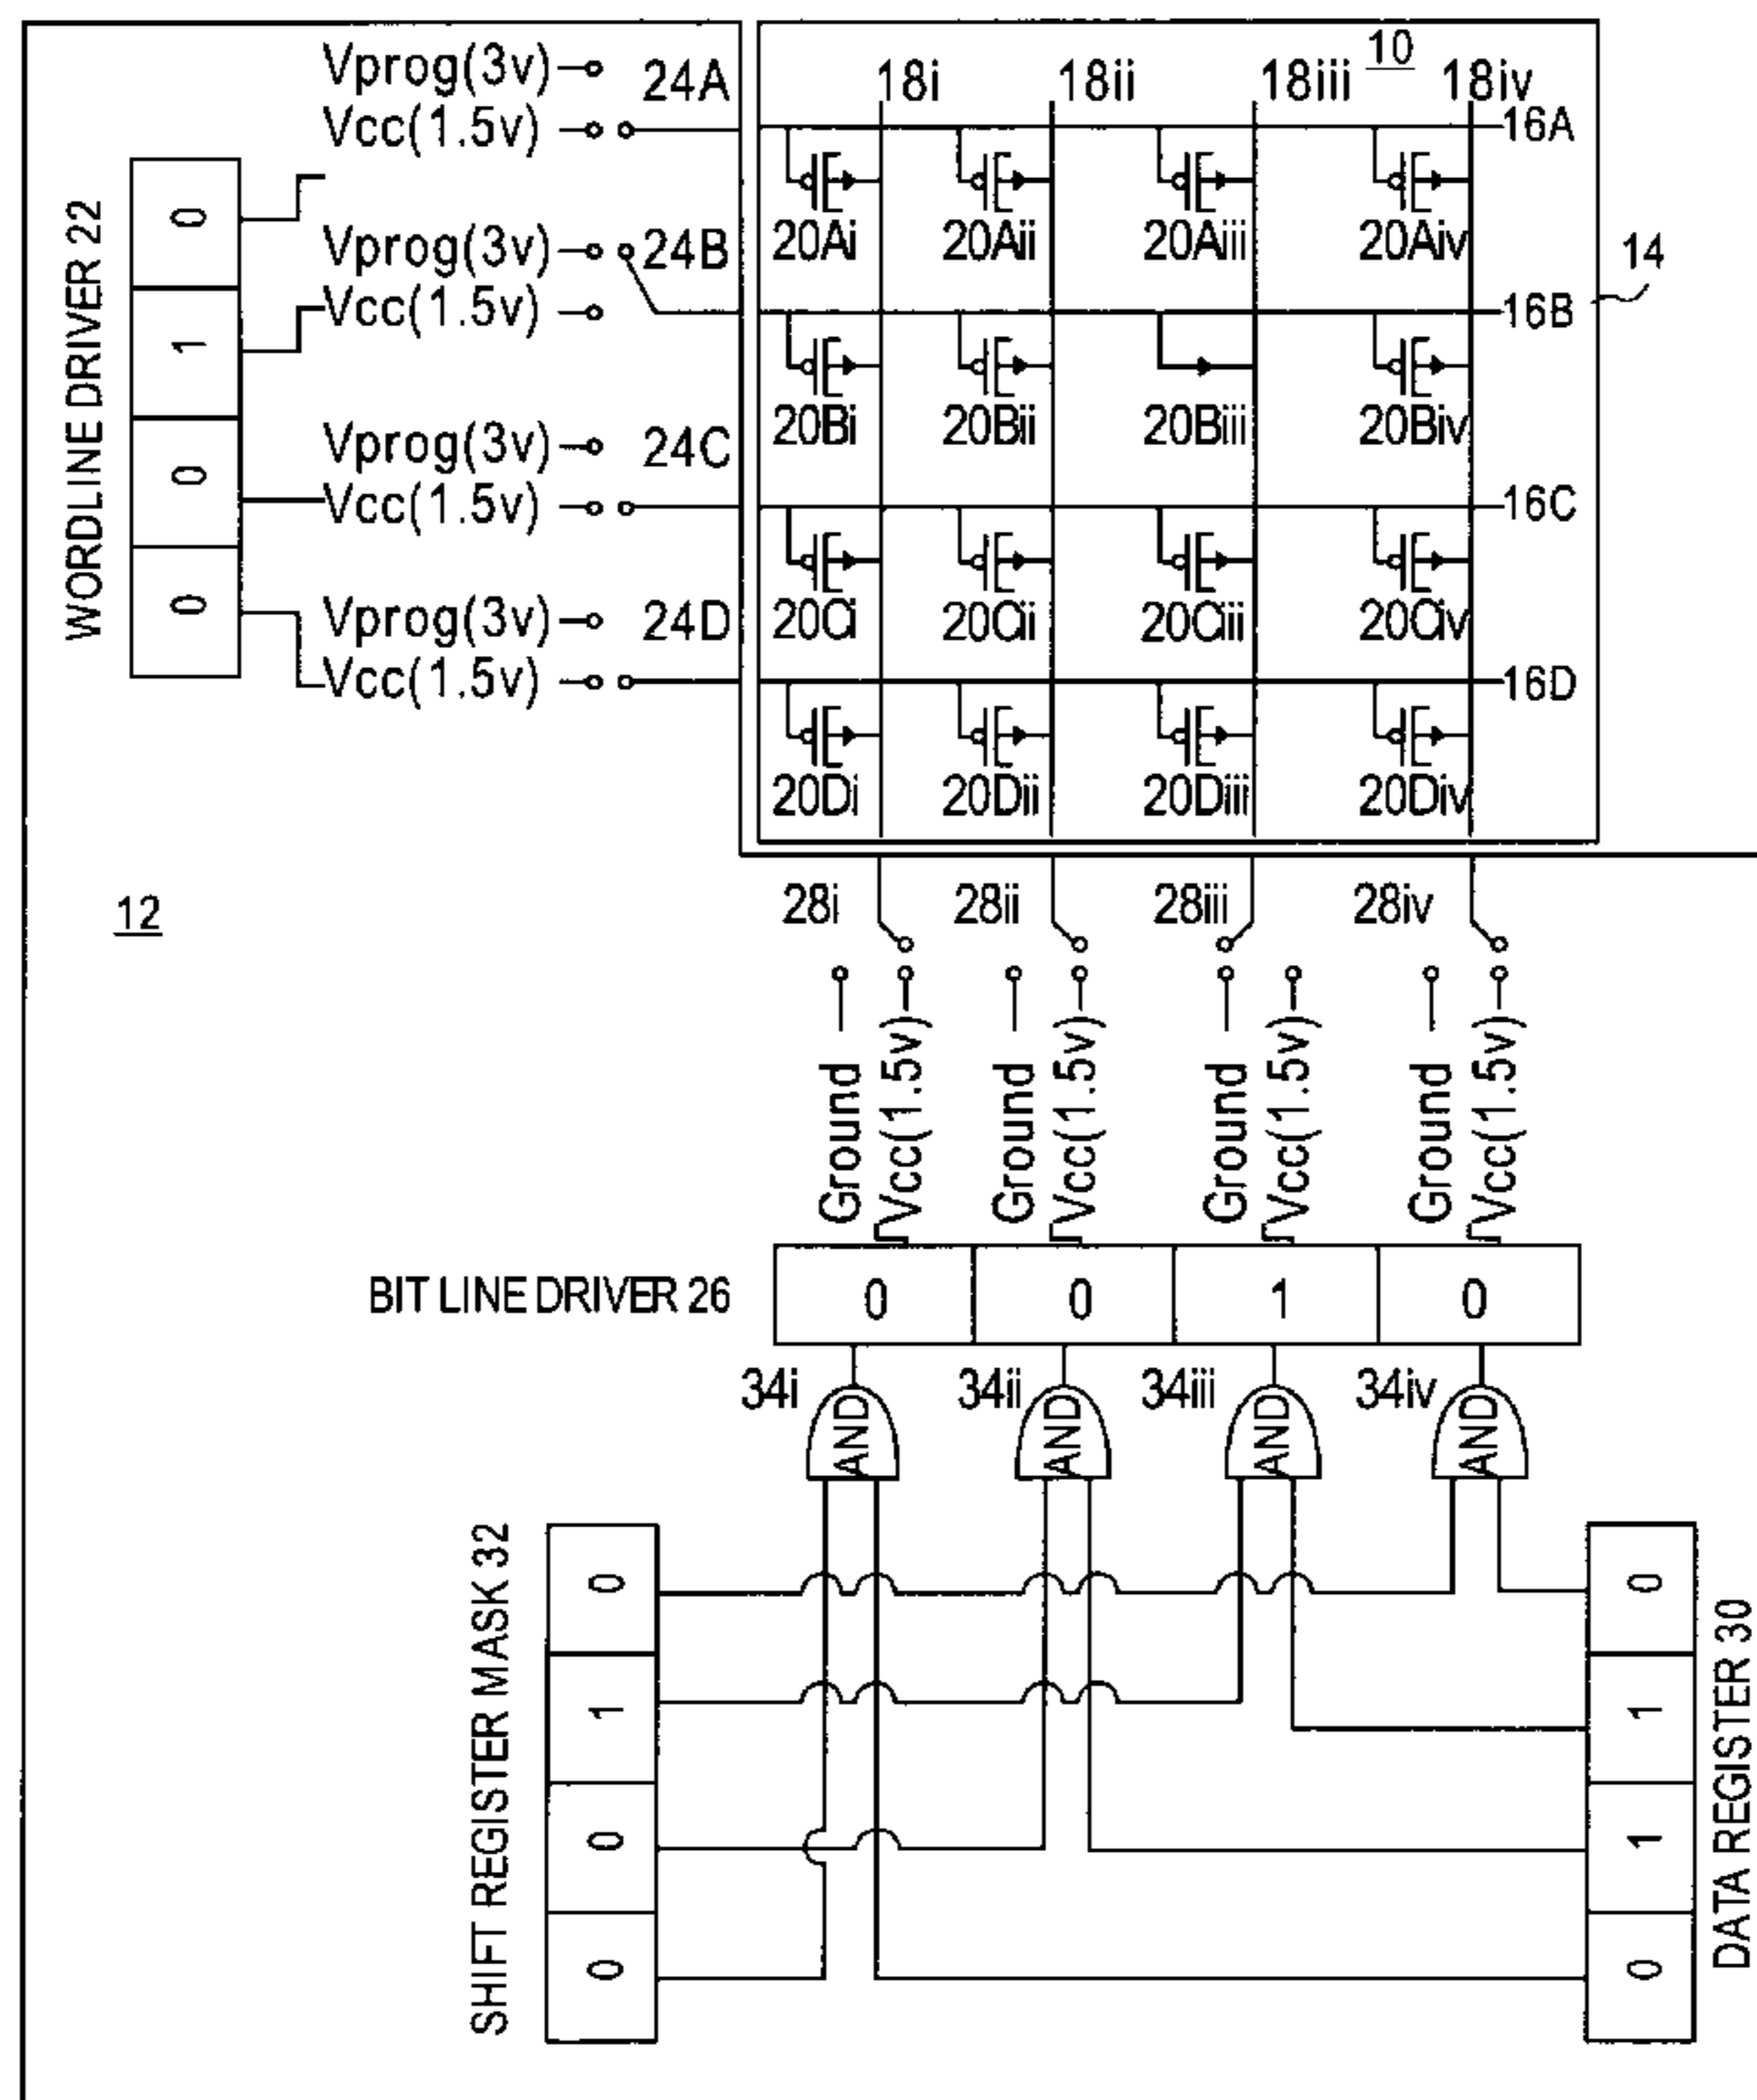 10
Vprog(3v) 24A 18i 18ii 18iii 18iv
Vcc(1.5v) 16A
WORDLINE DRIVER 22
0
1
0
0
20Ai 20Aii 20Aiii 20Aiv
Vprog(3v) 24B 14
Vcc(1.5v) 16B
20Bi 20Bii 20Biii 20Biv
Vprog(3v) 24C
Vcc(1.5v) 16C
20Ci 20Cii 20Ciii 20Civ
Vprog(3v) 24D
Vcc(1.5v) 16D
20Di 20Dii 20Diii 20Div
12
28i 28ii 28iii 28iv
Ground Vcc(1.5v) Ground Vcc(1.5v) Ground Vcc(1.5v) Ground Vcc(1.5v)
BIT LINE DRIVER 26 0 0 1 0
34i 34ii 34iii 34iv
AND AND AND AND
SHIFT REGISTER MASK 32
0
1
0
0
DATA REGISTER 30
0
1
1
0